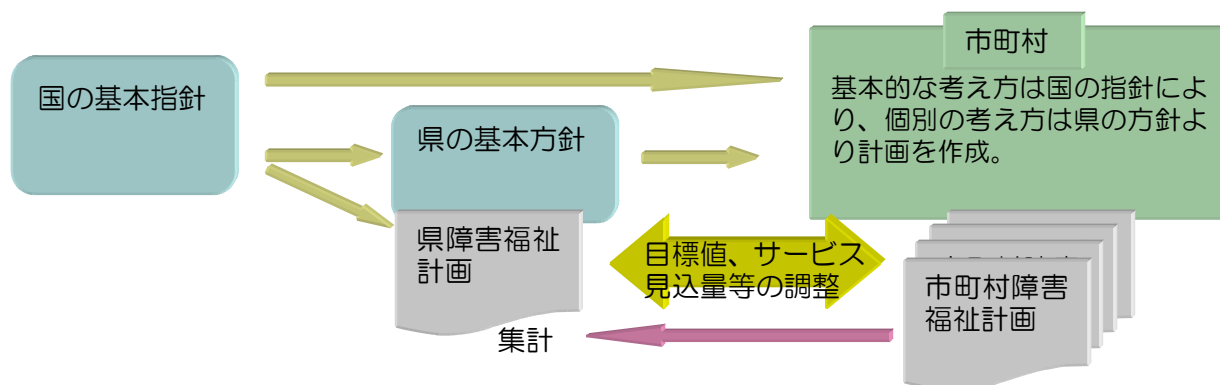 国の基本指針
県の基本方針
市町村
基本的な考え方は国の指針によ
り、個別の考え方は県の方針よ
り計画を作成。
県障害福祉
計画
目標値、サービス
見込量等の調整
市町村障害
福祉計画
集計